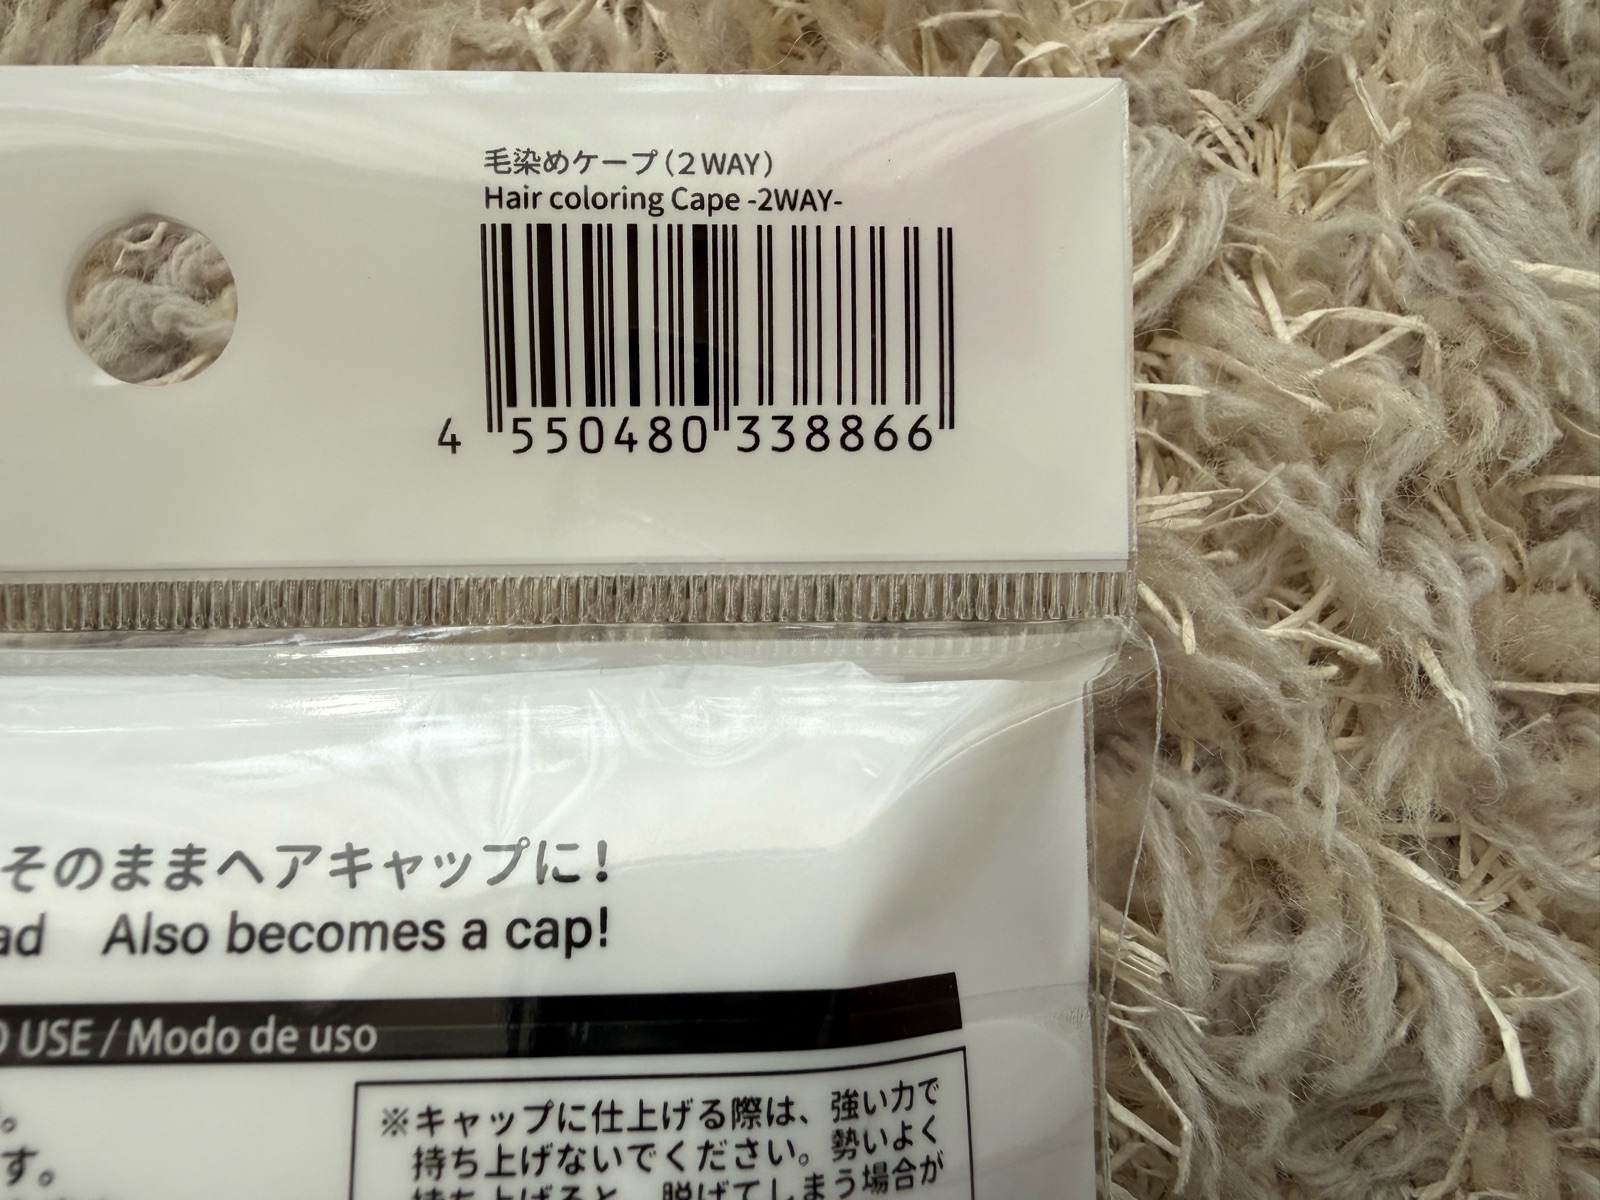 毛染めケープ(2WAY)
Hair coloring Cape -2WAY-
4 550480 338866
そのままヘアキャップに!
Also becomes a cap!
USE / Modo de uso
※キャップに仕上げる際は、強い力で
持ち上げないでください。勢いよく
持ち上げると、脱げてしまう場合が
す。